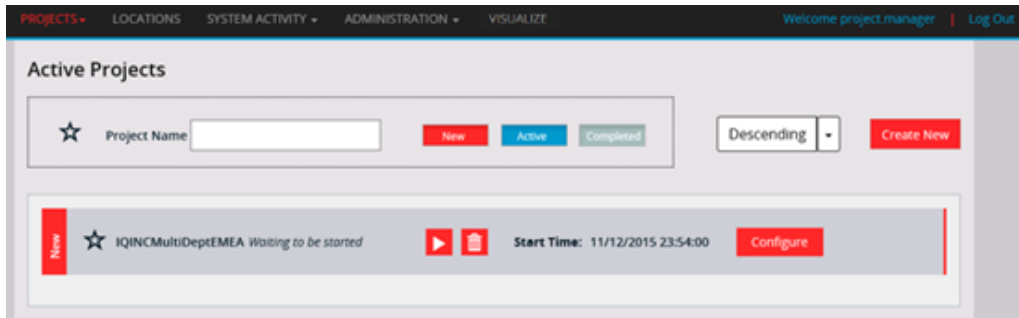 PROJECTS LOCATIONS SYSTEM ACTIVITY ADMINISTRATION VISUALIZE Welcome project.manager | Log Out
Active Projects
Project Name New Active Completed Descending Create New
New IQINCMultiDeptEMEA Waiting to be started Start Time: 11/12/2015 23:54:00 Configure